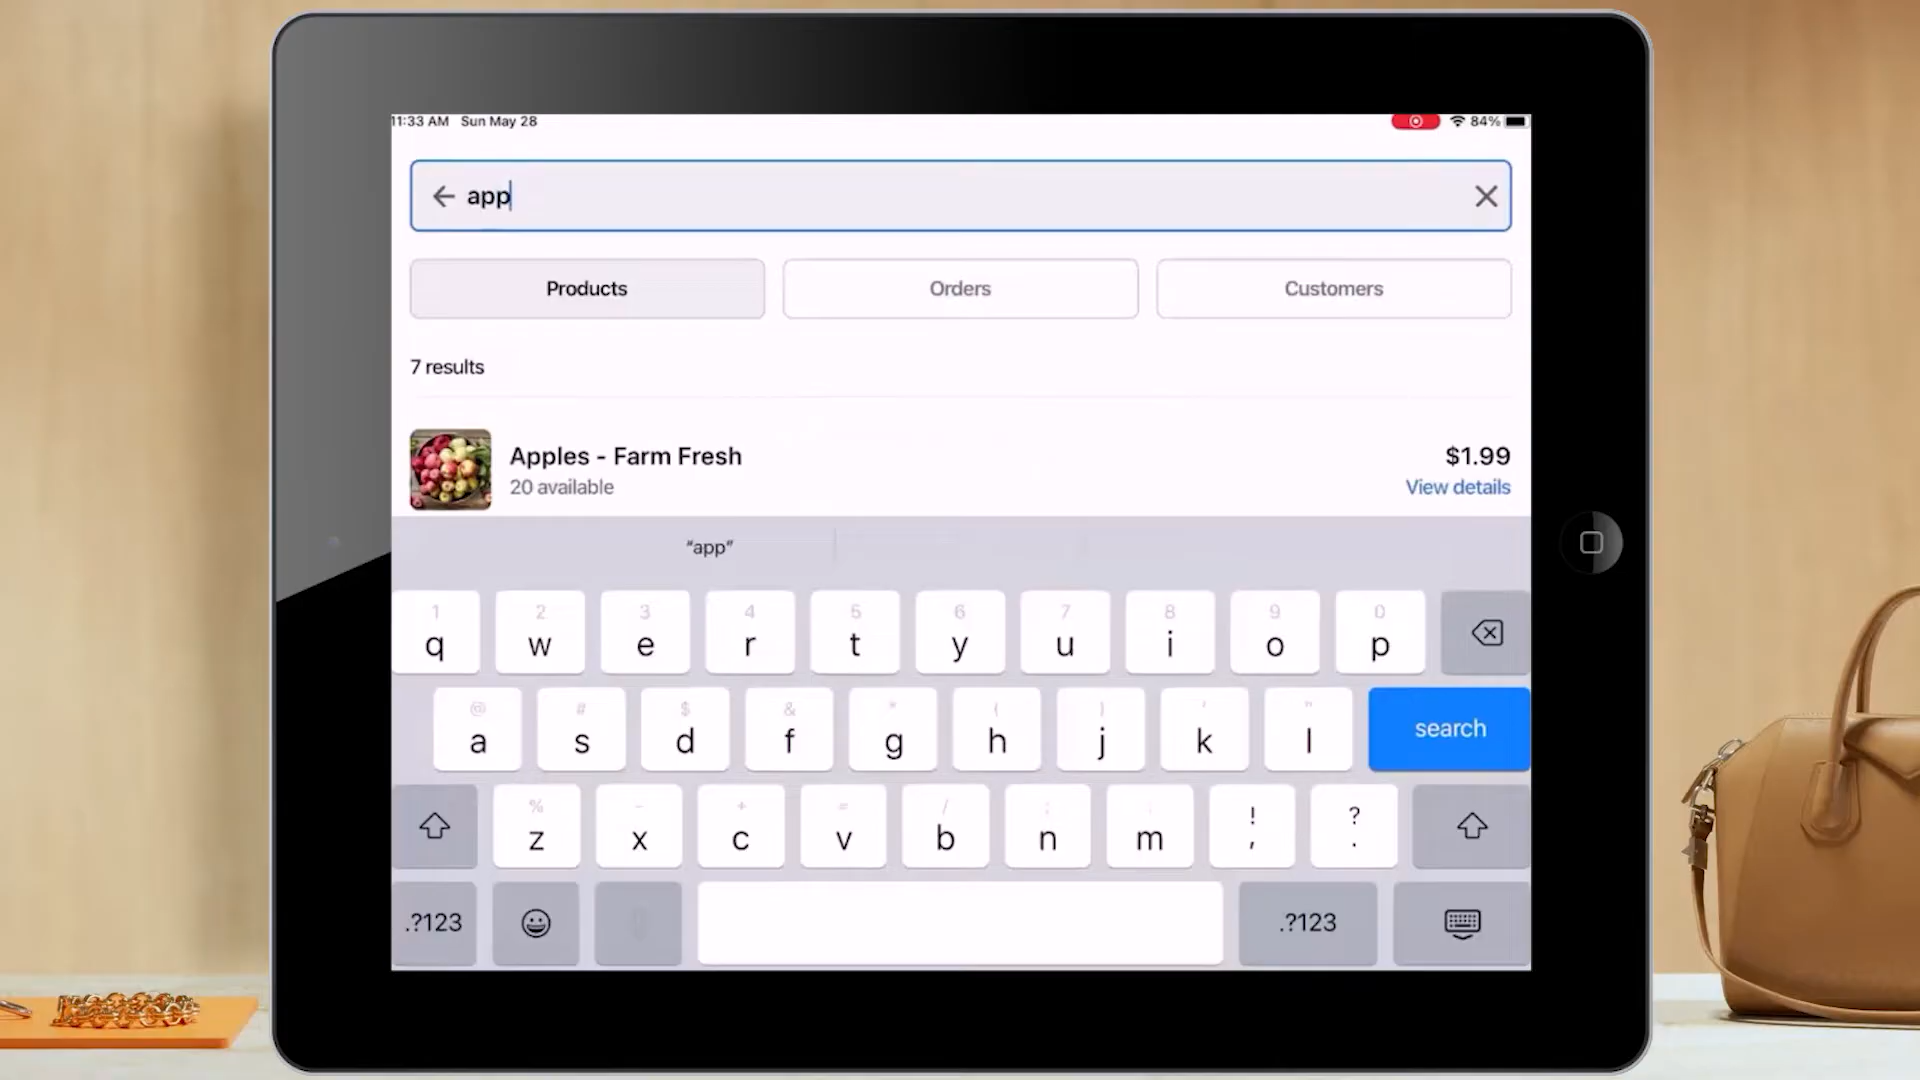 11:33 AM Sun May 28
84%
app
Products Orders Customers
7 results
Apples - Farm Fresh $1.99
20 available View details
“app”
1 2 3 4 5 6 7 8 9 0
q w e r t y u i o p
@ # $ & * ( ) ' "
a s d f g h j k l search
% - + = / ; : ! ?
z x c v b n m , .
.?123 .?123